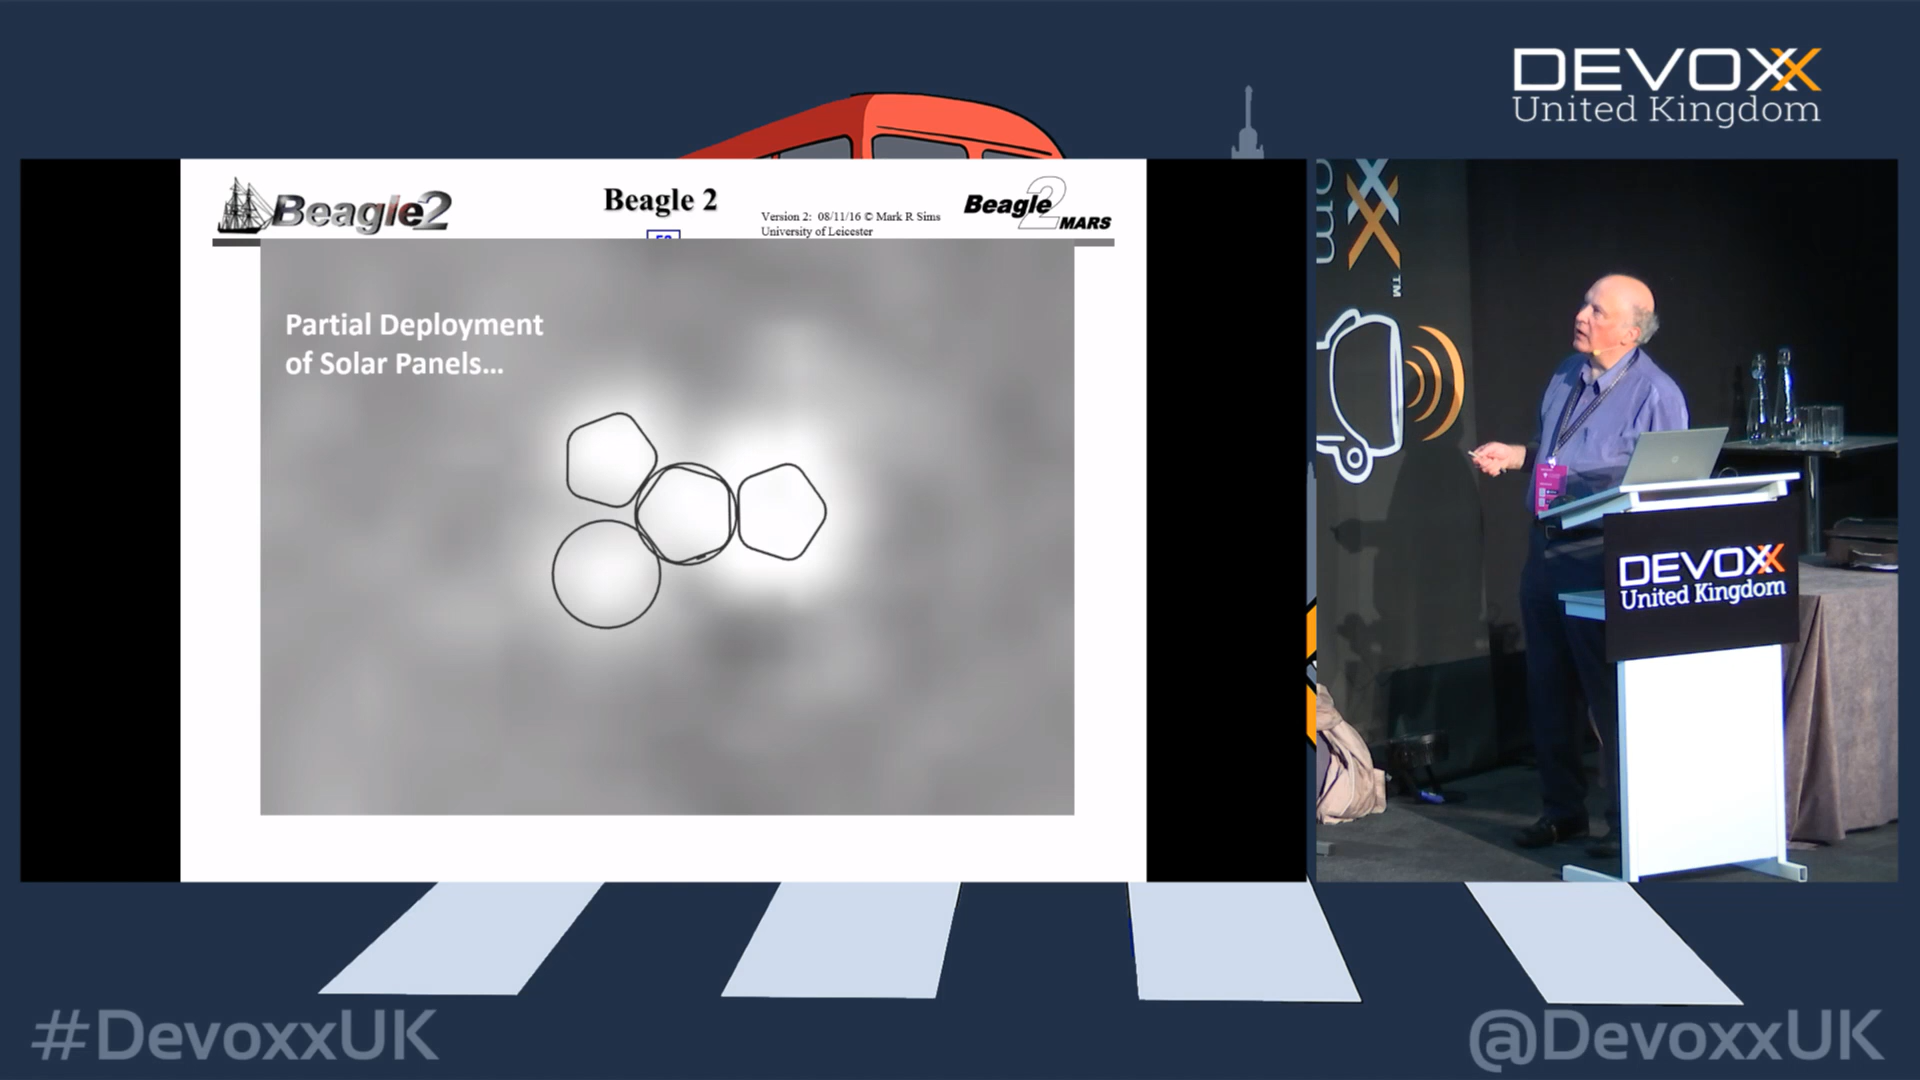 DEVOXX
United Kingdom
Beagle2
Beagle 2
Version 2: 08/11/16 © Mark R Sims
University of Leicester
Beagle 2
MARS
Partial Deployment
of Solar Panels...
TM
DEVOXX
United Kingdom
#DevoxxUK
@DevoxxUK